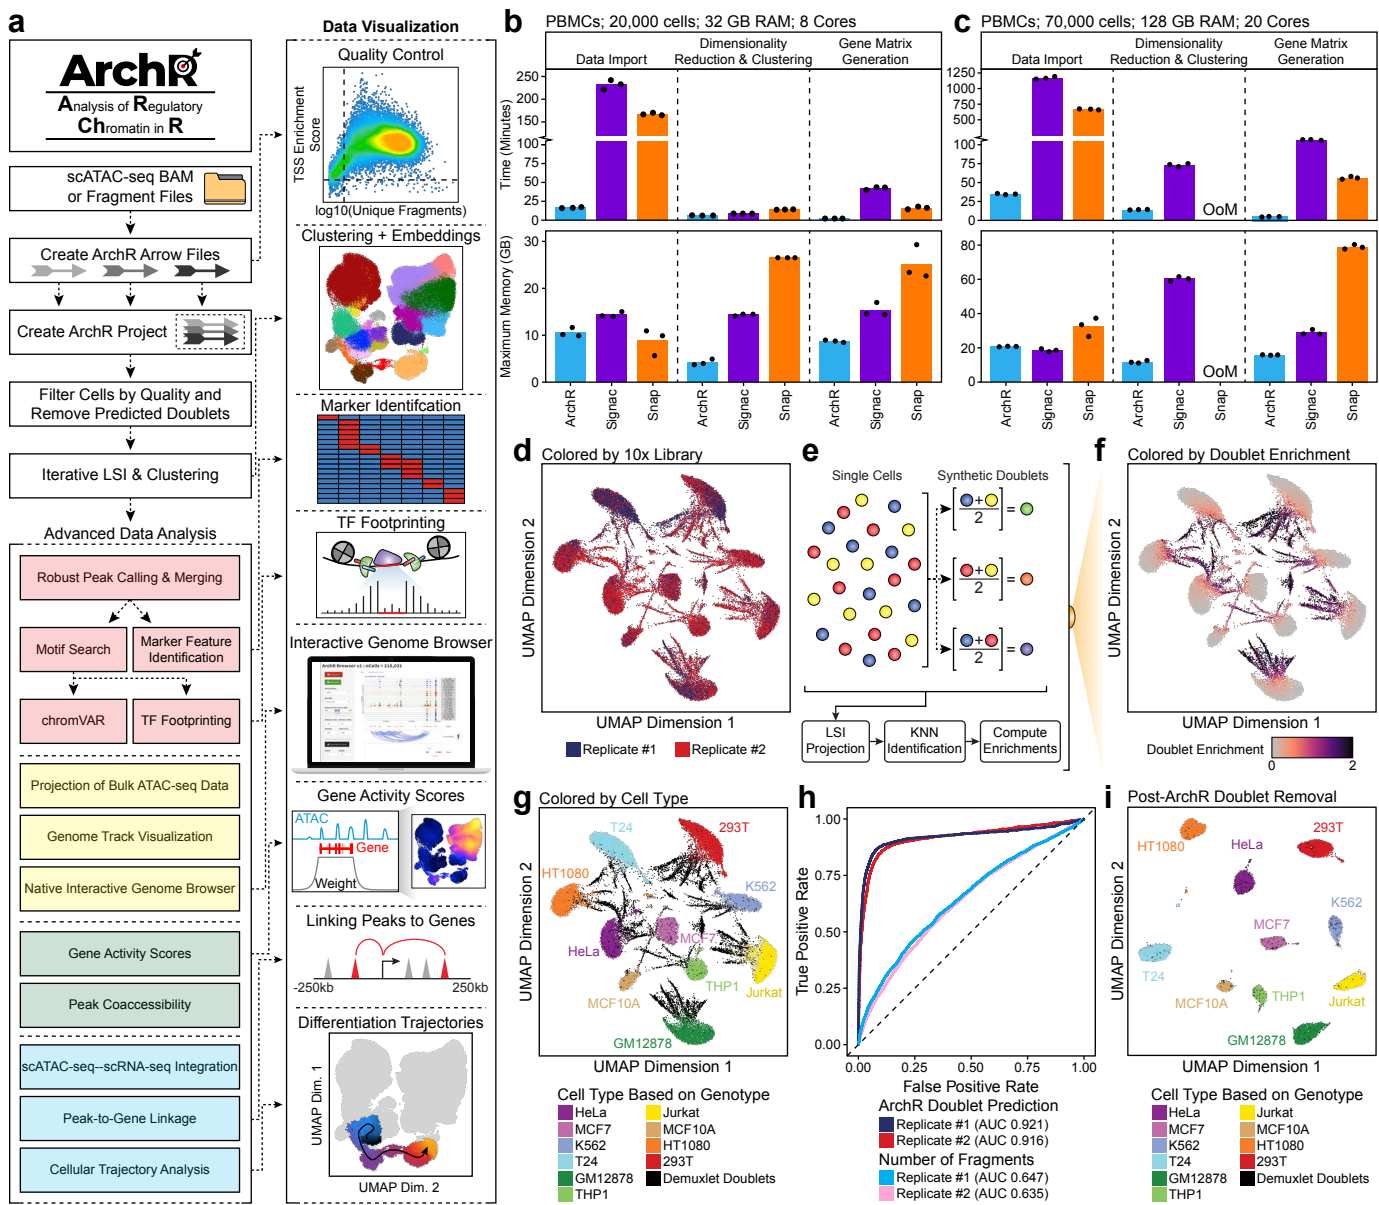 a
ArchR
Analysis of Regulatory
Chromatin in R
scATAC-seq BAM
or Fragment Files
Create ArchR Arrow Files
Create ArchR Project
Filter Cells by Quality and
Remove Predicted Doublets
Iterative LSI & Clustering
Advanced Data Analysis
Robust Peak Calling & Merging
Motif Search
Marker Feature
Identification
chromVAR
TF Footprinting
Projection of Bulk ATAC-seq Data
Genome Track Visualization
Native Interactive Genome Browser
Gene Activity Scores
Peak Coaccessibility
scATAC-seq--scRNA-seq Integration
Peak-to-Gene Linkage
Cellular Trajectory Analysis
Data Visualization
Quality Control
TSS Enrichment
Score
log10(Unique Fragments)
Clustering + Embeddings
Marker Identifcation
TF Footprinting
Interactive Genome Browser
ArchR Browser v1 : nCells = 215,031
Gene Activity Scores
ATAC
Gene
Weight
Linking Peaks to Genes
-250kb
250kb
Differentiation Trajectories
UMAP Dim. 1
UMAP Dim. 2
b
PBMCs; 20,000 cells; 32 GB RAM; 8 Cores
Data Import
Dimensionality
Reduction & Clustering
Gene Matrix
Generation
Time (Minutes)
250
200
150
100
75
50
25
0
Maximum Memory (GB)
30
20
10
0
ArchR
Signac
Snap
ArchR
Signac
Snap
ArchR
Signac
Snap
c
PBMCs; 70,000 cells; 128 GB RAM; 20 Cores
Data Import
Dimensionality
Reduction & Clustering
Gene Matrix
Generation
1250
1000
750
500
100
75
50
25
0
OoM
80
60
40
20
0
OoM
ArchR
Signac
Snap
ArchR
Signac
Snap
ArchR
Signac
Snap
d
Colored by 10x Library
UMAP Dimension 2
UMAP Dimension 1
Replicate #1
Replicate #2
e
Single Cells
Synthetic Doublets
+
2
=
+
2
=
+
2
=
LSI
Projection
KNN
Identification
Compute
Enrichments
f
Colored by Doublet Enrichment
UMAP Dimension 2
UMAP Dimension 1
Doublet Enrichment
0
2
g
Colored by Cell Type
UMAP Dimension 2
T24
293T
HT1080
K562
HeLa
MCF7
MCF10A
THP1
Jurkat
GM12878
UMAP Dimension 1
Cell Type Based on Genotype
HeLa
MCF7
K562
T24
GM12878
THP1
Jurkat
MCF10A
HT1080
293T
Demuxlet Doublets
h
True Positive Rate
1.00
0.75
0.50
0.25
0.00
0.00
0.25
0.50
0.75
1.00
False Positive Rate
ArchR Doublet Prediction
Replicate #1 (AUC 0.921)
Replicate #2 (AUC 0.916)
Number of Fragments
Replicate #1 (AUC 0.647)
Replicate #2 (AUC 0.635)
i
Post-ArchR Doublet Removal
UMAP Dimension 2
HT1080
HeLa
293T
K562
MCF7
T24
MCF10A
THP1
Jurkat
GM12878
UMAP Dimension 1
Cell Type Based on Genotype
HeLa
MCF7
K562
T24
GM12878
THP1
Jurkat
MCF10A
HT1080
293T
Demuxlet Doublets